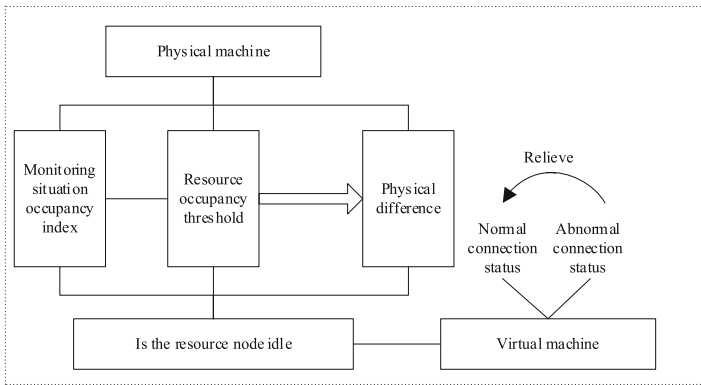 Physical machine
Monitoring
situation
occupancy
index
Resource
occupancy
threshold
Physical
difference
Relieve
Normal
connection
status
Abnormal
connection
status
Is the resource node idle
Virtual machine